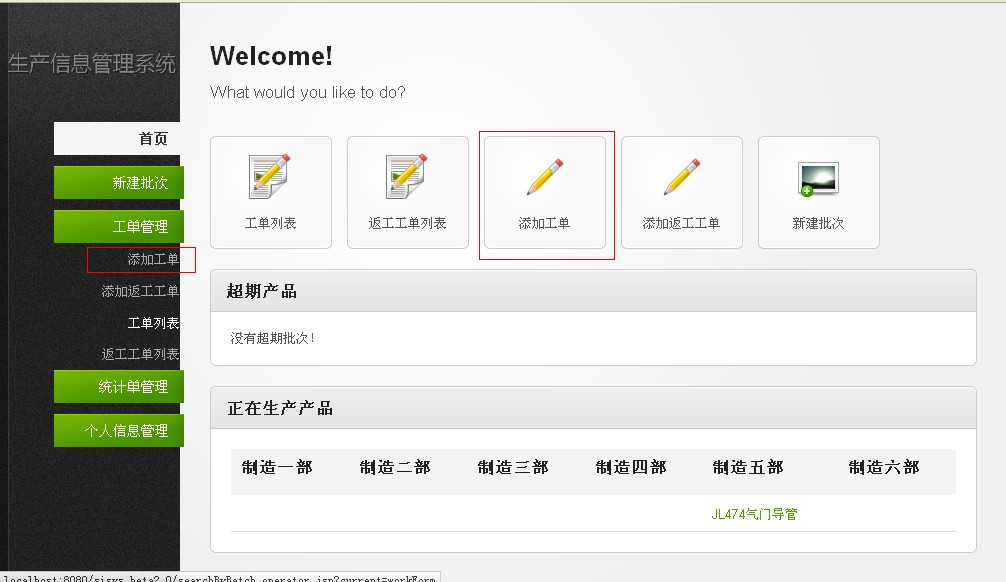 生产信息管理系统
首页
新建批次
工单管理
添加工单
添加返工工单
工单列表
返工工单列表
统计单管理
个人信息管理
Welcome!
What would you like to do?
工单列表 返工工单列表 添加工单 添加返工工单 新建批次
超期产品
没有超期批次!
正在生产产品
制造一部 制造二部 制造三部 制造四部 制造五部 制造六部
JL474气门导管
localhost:8080/sisys_beta2.0/searchByBatch_operator.jsp?current=workForm